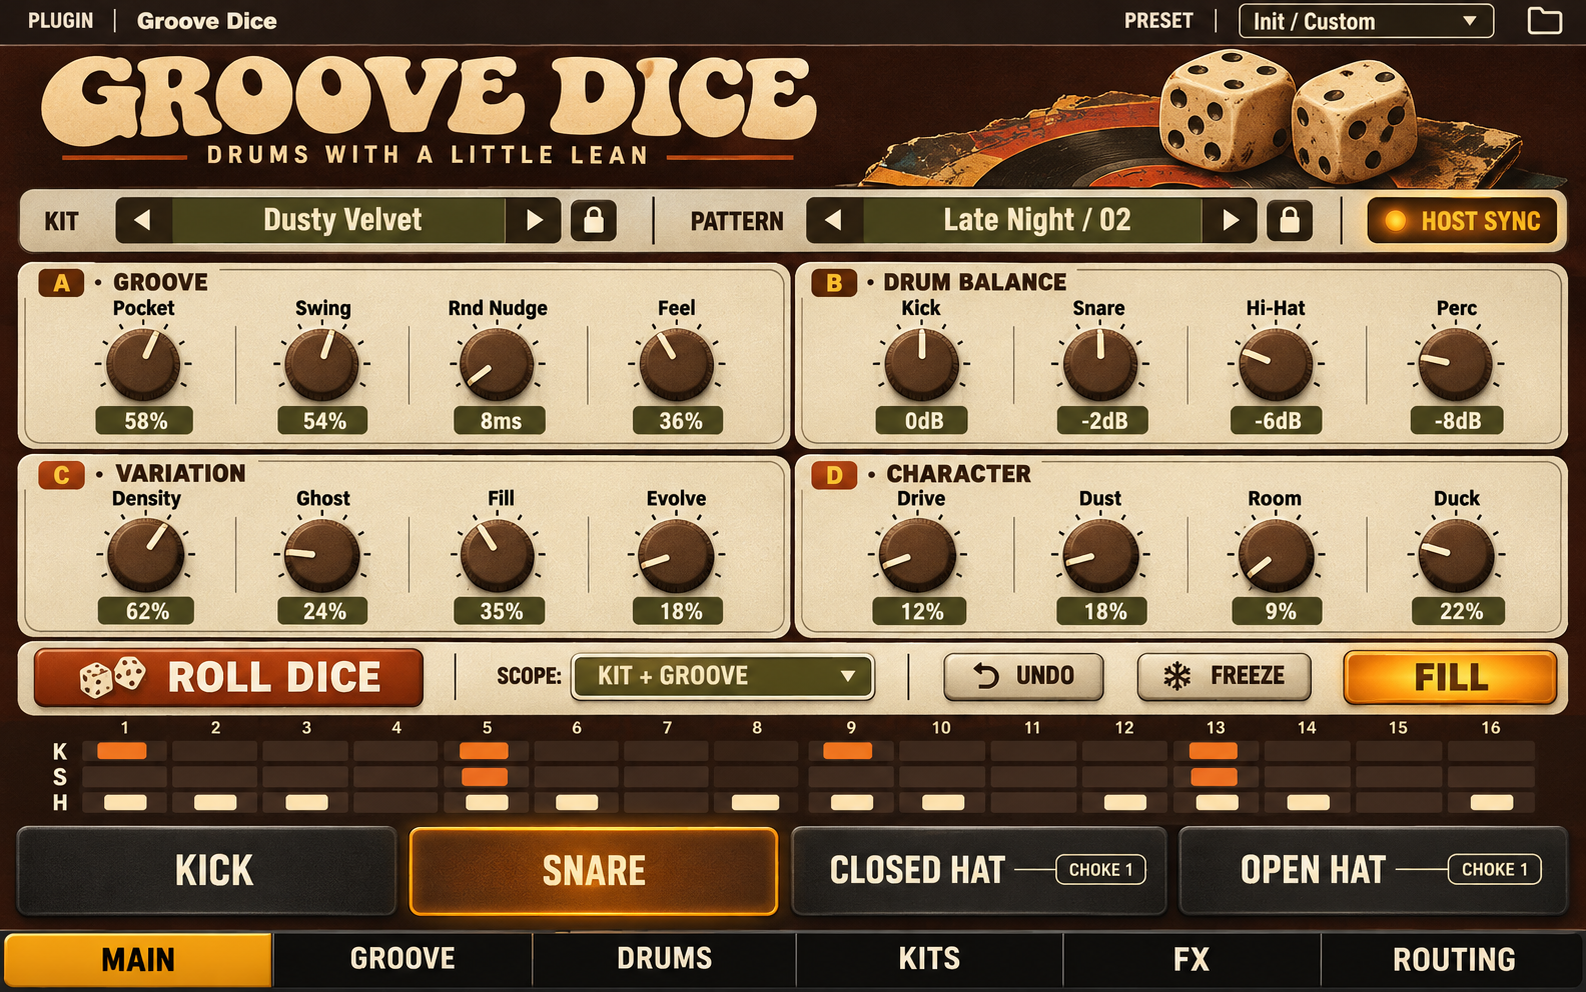 PLUGIN | Groove Dice
PRESET | Init / Custom
GROOVE DICE
DRUMS WITH A LITTLE LEAN
KIT Dusty Velvet PATTERN Late Night / 02 HOST SYNC
A • GROOVE
Pocket Swing Rnd Nudge Feel
58% 54% 8ms 36%
B • DRUM BALANCE
Kick Snare Hi-Hat Perc
0dB -2dB -6dB -8dB
C • VARIATION
Density Ghost Fill Evolve
62% 24% 35% 18%
D • CHARACTER
Drive Dust Room Duck
12% 18% 9% 22%
ROLL DICE SCOPE: KIT + GROOVE UNDO FREEZE FILL
1 2 3 4 5 6 7 8 9 10 11 12 13 14 15 16
K
S
H
KICK SNARE CLOSED HAT CHOKE 1 OPEN HAT CHOKE 1
MAIN GROOVE DRUMS KITS FX ROUTING